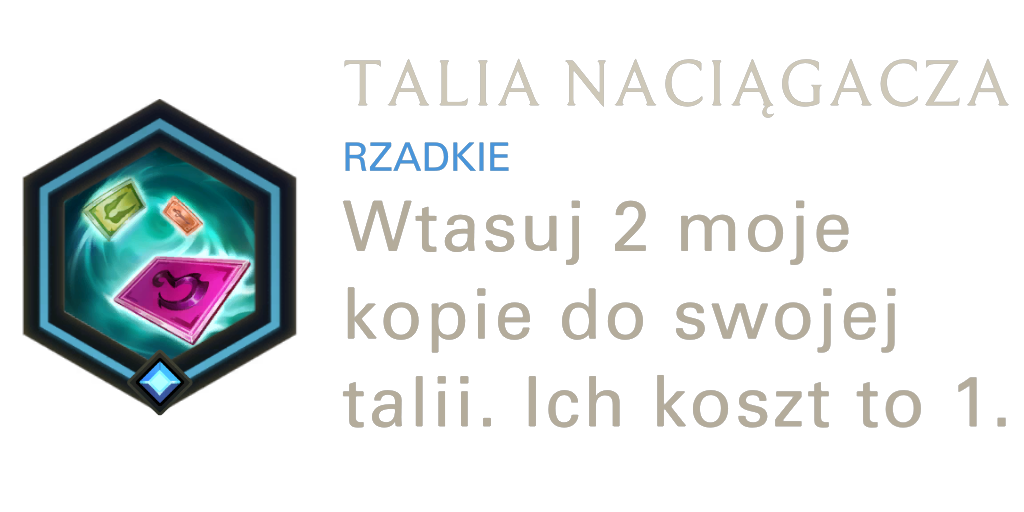 TALIA NACIĄGACZA
RZADKIE
Wtasuj 2 moje
kopie do swojej
talii. Ich koszt to 1.